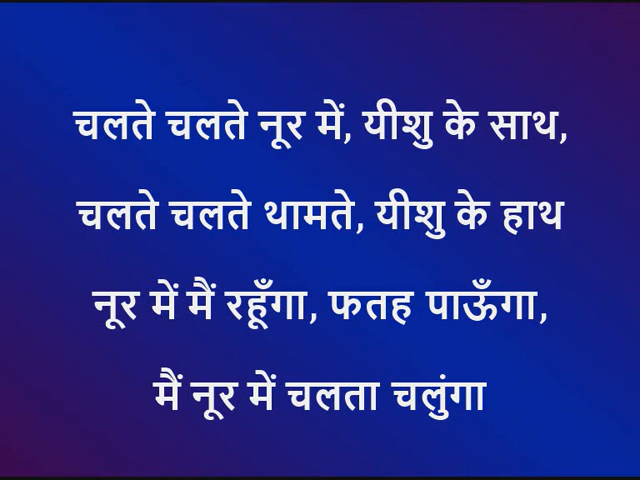 चलते चलते नूर में, यीशु के साथ,
चलते चलते थामते, यीशु के हाथ
नूर में मैं रहूँगा, फतह पाऊँगा,
मैं नूर में चलता चलुंगा